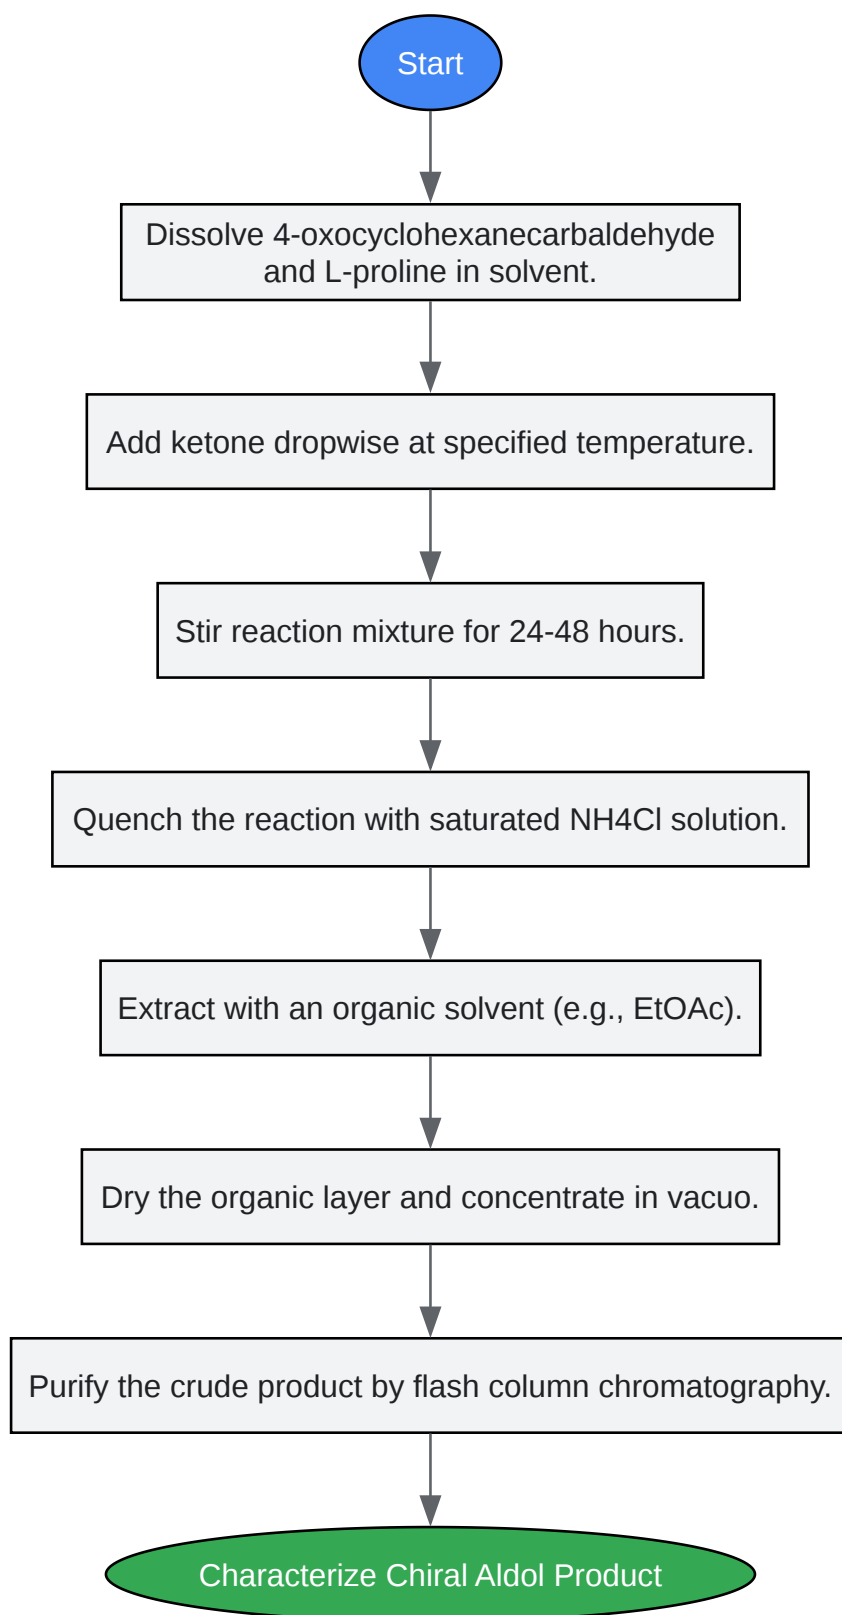 Start
Dissolve 4-oxocyclohexanecarbaldehyde
and L-proline in solvent.
Add ketone dropwise at specified temperature.
Stir reaction mixture for 24-48 hours.
Quench the reaction with saturated NH4Cl solution.
Extract with an organic solvent (e.g., EtOAc).
Dry the organic layer and concentrate in vacuo.
Purify the crude product by flash column chromatography.
Characterize Chiral Aldol Product